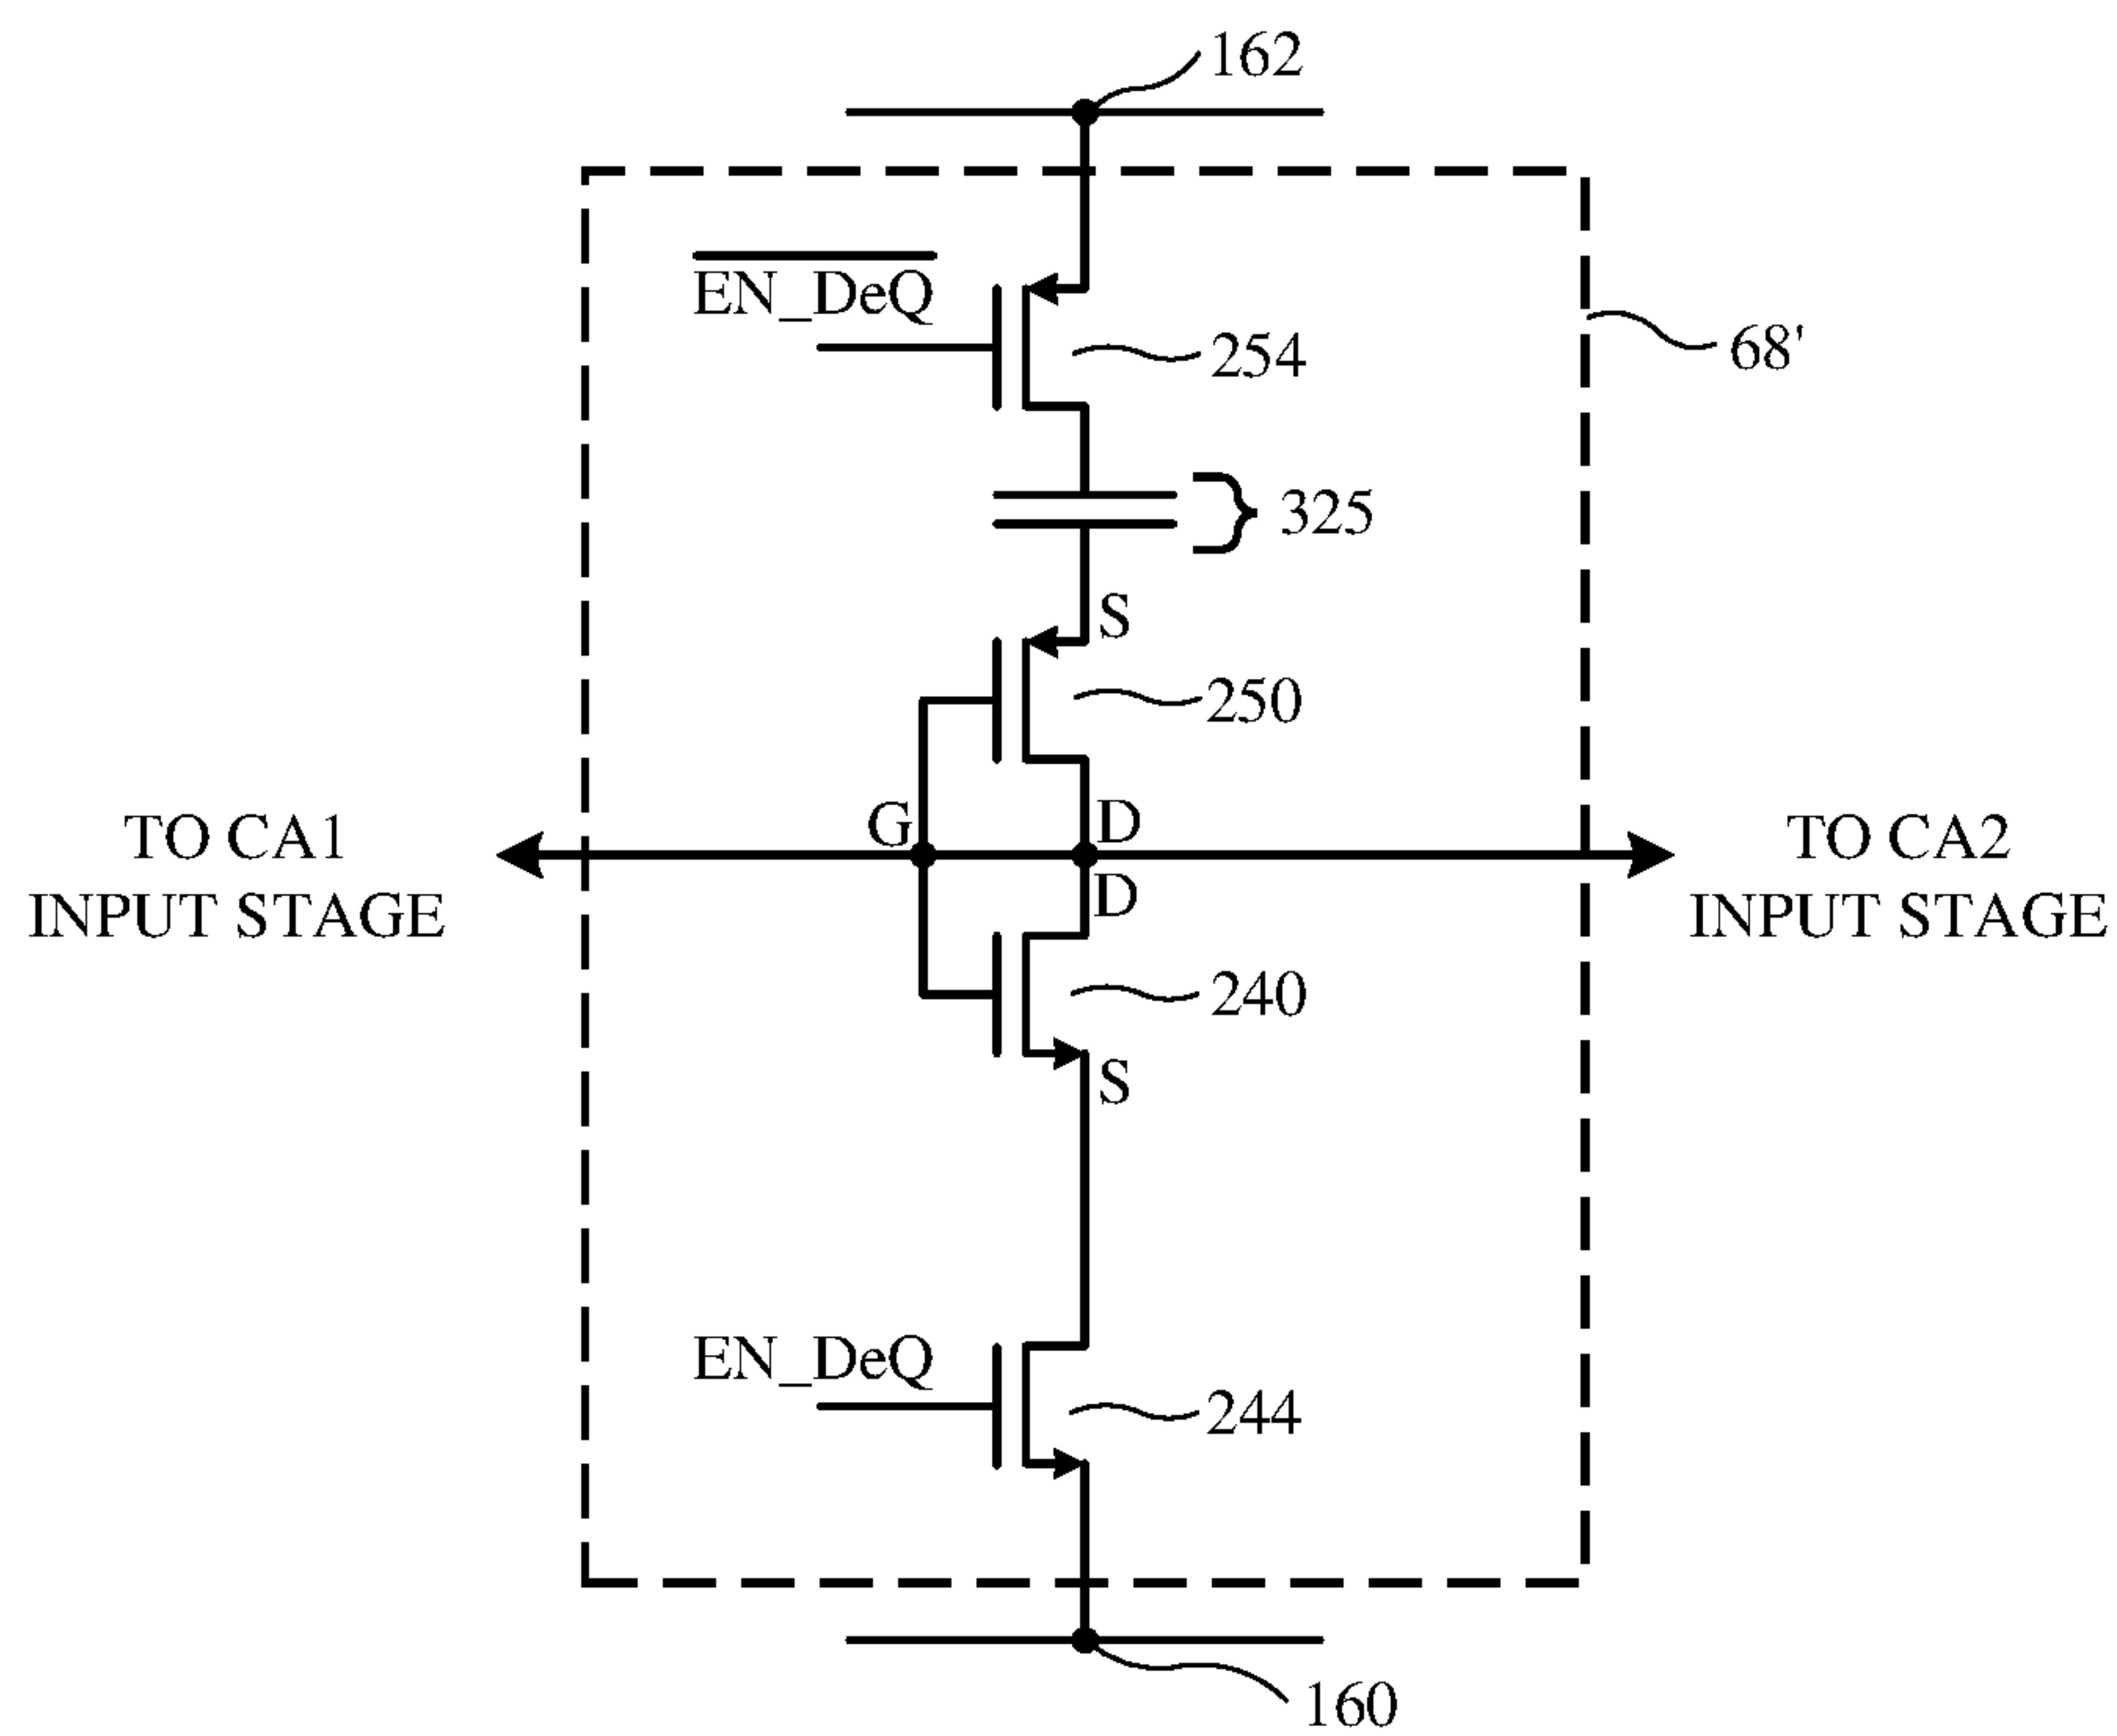 162
EN_DeQ
254
68'
325
S
250
TO CA1
INPUT STAGE
G
D
D
TO CA2
INPUT STAGE
240
S
EN_DeQ
244
160